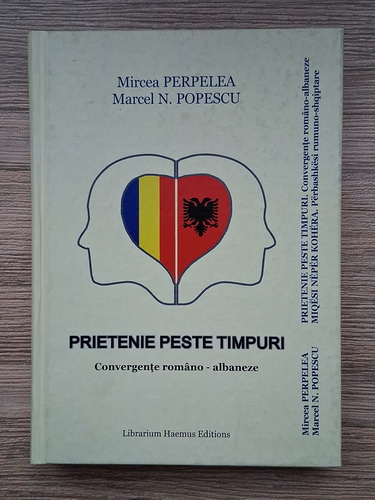 Mircea PERPELEA
Marcel N. POPESCU
PRIETENIE PESTE TIMPURI
Convergențe româno - albaneze
Librarium Haemus Editions
PRIETENIE PESTE TIMPURI. Convergențe româno-albaneze
MIQËSI NËPËR KOHËRA. Përbashkësi rumuno-shqiptare
Mircea PERPELEA
Marcel N. POPESCU